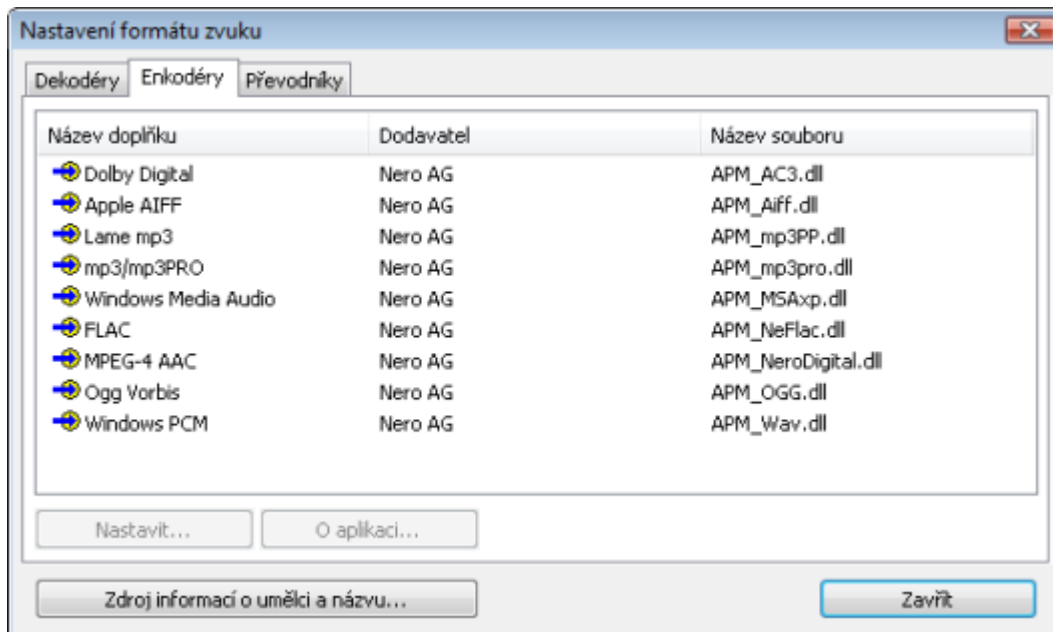 Nastavení formátu zvuku
Dekodéry Enkodéry Převodníky
Název doplňku Dodavatel Název souboru
Dolby Digital Nero AG APM_AC3.dll
Apple AIFF Nero AG APM_Aiff.dll
Lame mp3 Nero AG APM_mp3PP.dll
mp3/mp3PRO Nero AG APM_mp3pro.dll
Windows Media Audio Nero AG APM_MSAxp.dll
FLAC Nero AG APM_NeFlac.dll
MPEG-4 AAC Nero AG APM_NeroDigital.dll
Ogg Vorbis Nero AG APM_OGG.dll
Windows PCM Nero AG APM_Wav.dll
Nastavit... O aplikaci...
Zdroj informací o umělci a názvu... Zavřít